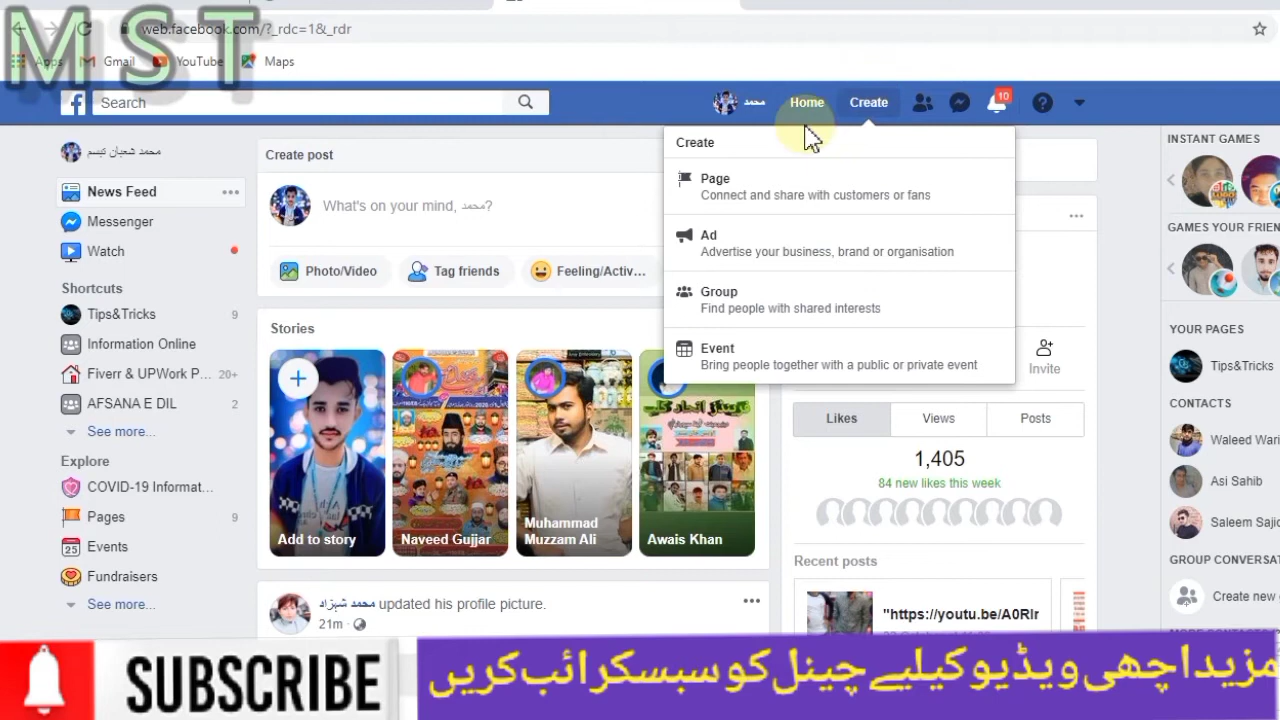 MST
web.facebook.com/?_rdc=1&_rdr
Apps
Gmail
YouTube
Maps
Search
محمد
Home
Create
10
محمد شعبان تبسم
News Feed
Messenger
Watch
Shortcuts
Tips&Tricks
9
Information Online
Fiverr & UPWork P...
20+
AFSANA E DIL
2
See more...
Explore
COVID-19 Informat...
Pages
9
25
Events
Fundraisers
See more...
Create post
What's on your mind, محمد?
Photo/Video
Tag friends
Feeling/Activ...
Stories
Add to story
Naveed Gujjar
Muhammad
Muzzam Ali
Awais Khan
محمد شہزاد updated his profile picture.
21m
Create
Page
Connect and share with customers or fans
Ad
Advertise your business, brand or organisation
Group
Find people with shared interests
Event
Bring people together with a public or private event
Invite
Likes
Views
Posts
1,405
84 new likes this week
Recent posts
"https://youtu.be/A0RIr
INSTANT GAMES
GAMES YOUR FRIEN
YOUR PAGES
Tips&Tricks
CONTACTS
Waleed Wari
Asi Sahib
Saleem Sajid
GROUP CONVERSA
Create new
SUBSCRIBE
مزید اچھی ویڈیو کیلیے چینل کو سبسکرائب کریں